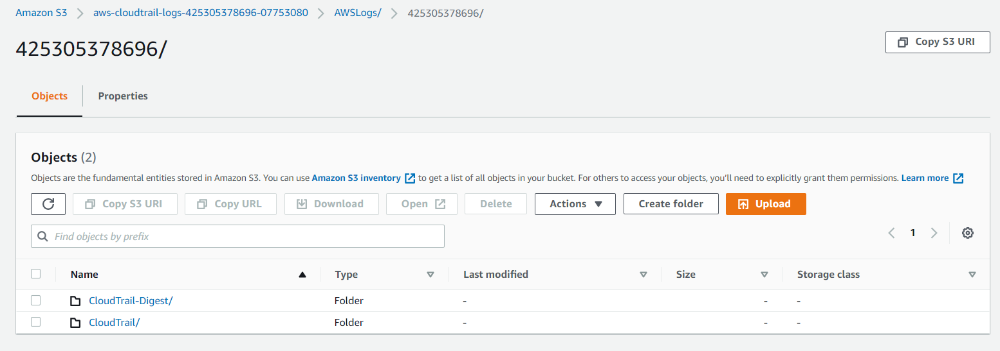 Amazon S3 > aws-cloudtrail-logs-425305378696-07753080 > AWSLogs/ > 425305378696/
425305378696/
Copy S3 URI
Objects
Properties
Objects (2)
Objects are the fundamental entities stored in Amazon S3. You can use Amazon S3 inventory to get a list of all objects in your bucket. For others to access your objects, you'll need to explicitly grant them permissions. Learn more
Copy S3 URI Copy URL Download Open Delete Actions Create folder Upload
Find objects by prefix
1
Name Type Last modified Size Storage class
CloudTrail-Digest/ Folder - - -
CloudTrail/ Folder - - -